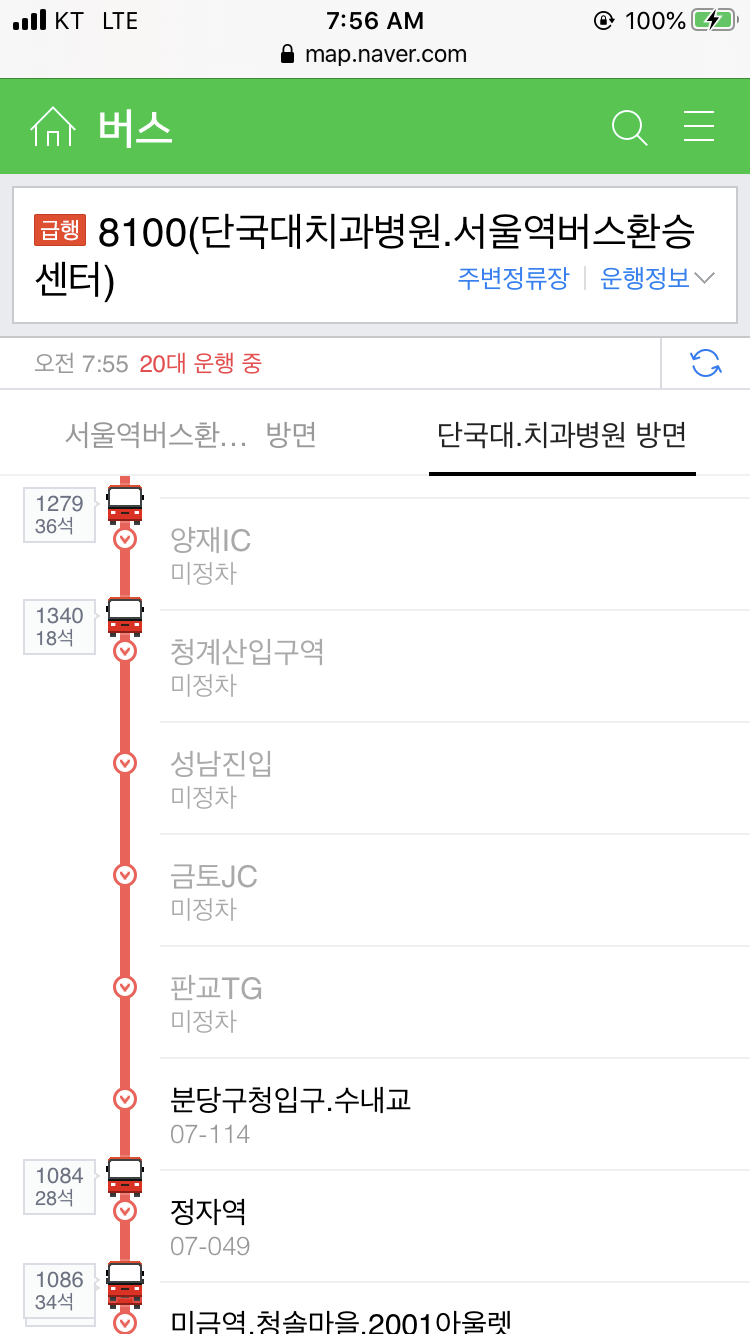 KT LTE 7:56 AM 100%
map.naver.com
버스
급행 8100(단국대치과병원.서울역버스환승
센터)
주변정류장 운행정보
오전 7:55 20대 운행 중
서울역버스환... 방면 단국대.치과병원 방면
1279
36석
양재IC
미정차
1340
18석
청계산입구역
미정차
성남진입
미정차
금토JC
미정차
판교TG
미정차
분당구청입구.수내교
07-114
1084
28석
정자역
07-049
1086
34석
미금역.청솔마을.2001아울렛